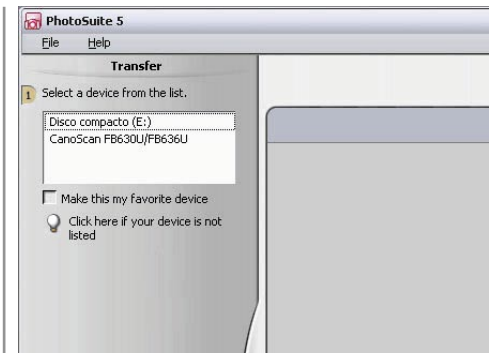 PhotoSuite 5
File Help
Transfer
1 Select a device from the list.
Disco compacto (E:)
CanoScan FB630U/FB636U
Make this my favorite device
Click here if your device is not
listed